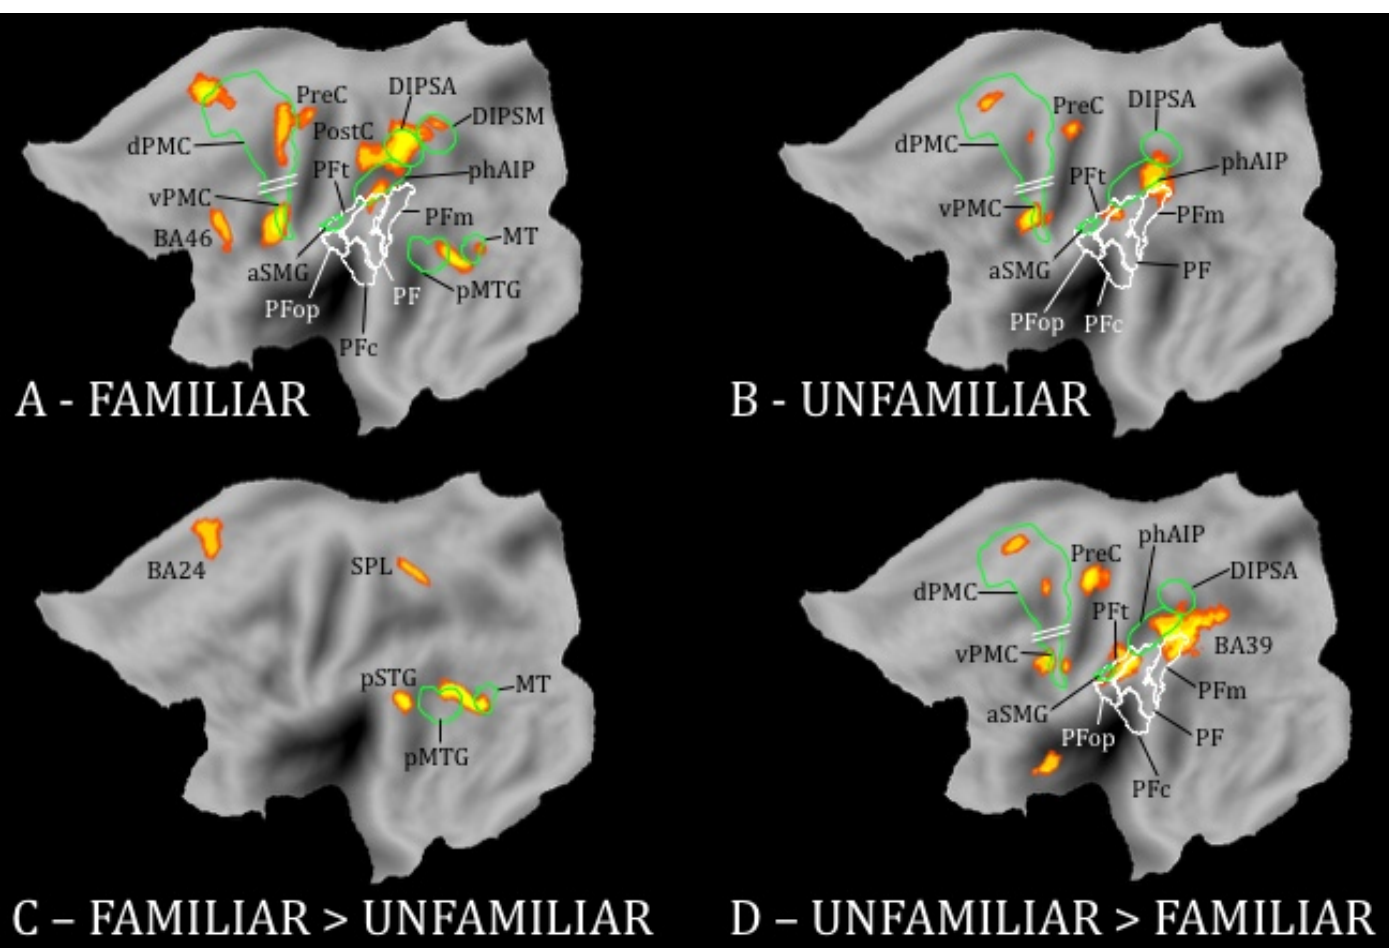 DIPSA
PreC
DIPSM
PostC
dPMC
PFt
phAIP
vPMC
PFm
BA46
MT
aSMG
pMTG
PFop
PF
PFc
A - FAMILIAR
DIPSA
PreC
dPMC
phAIP
PFt
vPMC
PFm
aSMG
PF
PFop
PFc
B - UNFAMILIAR
BA24
SPL
pSTG
MT
pMTG
C – FAMILIAR > UNFAMILIAR
phAIP
PreC
DIPSA
dPMC
PFt
BA39
vPMC
PFm
aSMG
PFop
PF
PFc
D – UNFAMILIAR > FAMILIAR